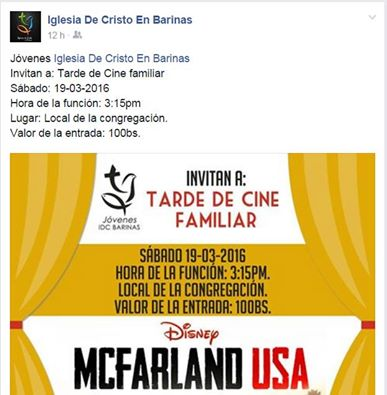 Iglesia De Cristo En Barinas
12 h ·
Jóvenes Iglesia De Cristo En Barinas
Invitan a: Tarde de Cine familiar
Sábado: 19-03-2016
Hora de la función: 3:15pm
Lugar: Local de la congregación.
Valor de la entrada: 100bs.
INVITAN A:
TARDE DE CINE
FAMILIAR
Jóvenes
IDC BARINAS
SÁBADO 19-03-2016
HORA DE LA FUNCIÓN: 3:15PM.
LOCAL DE LA CONGREGACIÓN.
VALOR DE LA ENTRADA: 100BS.
DISNEY
MCFARLAND USA